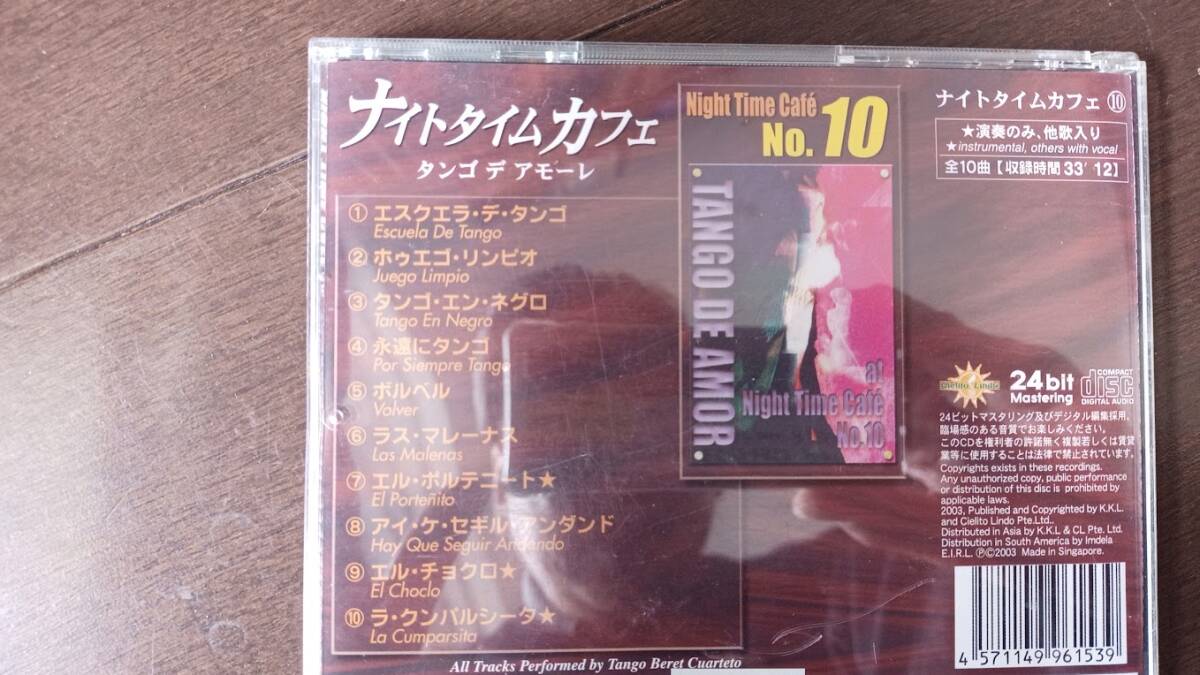 ナイトタイムカフェ
タンゴ デ アモーレ
① エスクエラ・デ・タンゴ
Escuela De Tango
② ホゥエゴ・リンピオ
Juego Limpio
③ タンゴ・エン・ネグロ
Tango En Negro
④ 永遠にタンゴ
Por Siempre Tango
⑤ ボルベル
Volver
⑥ ラス・マレーナス
Las Malenas
⑦ エル・ポルテニート★
El Porteñito
⑧ アイ・ケ・セギル・アンダンド
Hay Que Seguir Andando
⑨ エル・チョクロ★
El Choclo
⑩ ラ・クンパルシータ★
La Cumparsita
All Tracks Performed by Tango Beret Cuarteto
Night Time Café
No. 10
TANGO DE AMOR
at
Night Time Café
No.10
ナイトタイムカフェ ⑩
★演奏のみ、他歌入り
★instrumental, others with vocal
全10曲【収録時間 33' 12】
Cielito Lindo
24bit
Mastering
COMPACT
disc
DIGITAL AUDIO
24ビットマスタリング及びデジタル編集採用。
臨場感のある音質でお楽しみください。
このCDを権利者の許諾無く複製若しくは賃貸
業等に使用することは法律で禁止されています。
Copyrights exists in these recordings.
Any unauthorized copy, public performance
or distribution of this disc is prohibited by
applicable laws.
2003, Published and Copyrighted by K.K.L.
and Cielito Lindo Pte.Ltd..
Distributed in Asia by K.K.L & CL Pte. Ltd.
Distribution in South America by Imdela
E.I.R.L. ℗©2003 Made in Singapore.
4 571149 961539